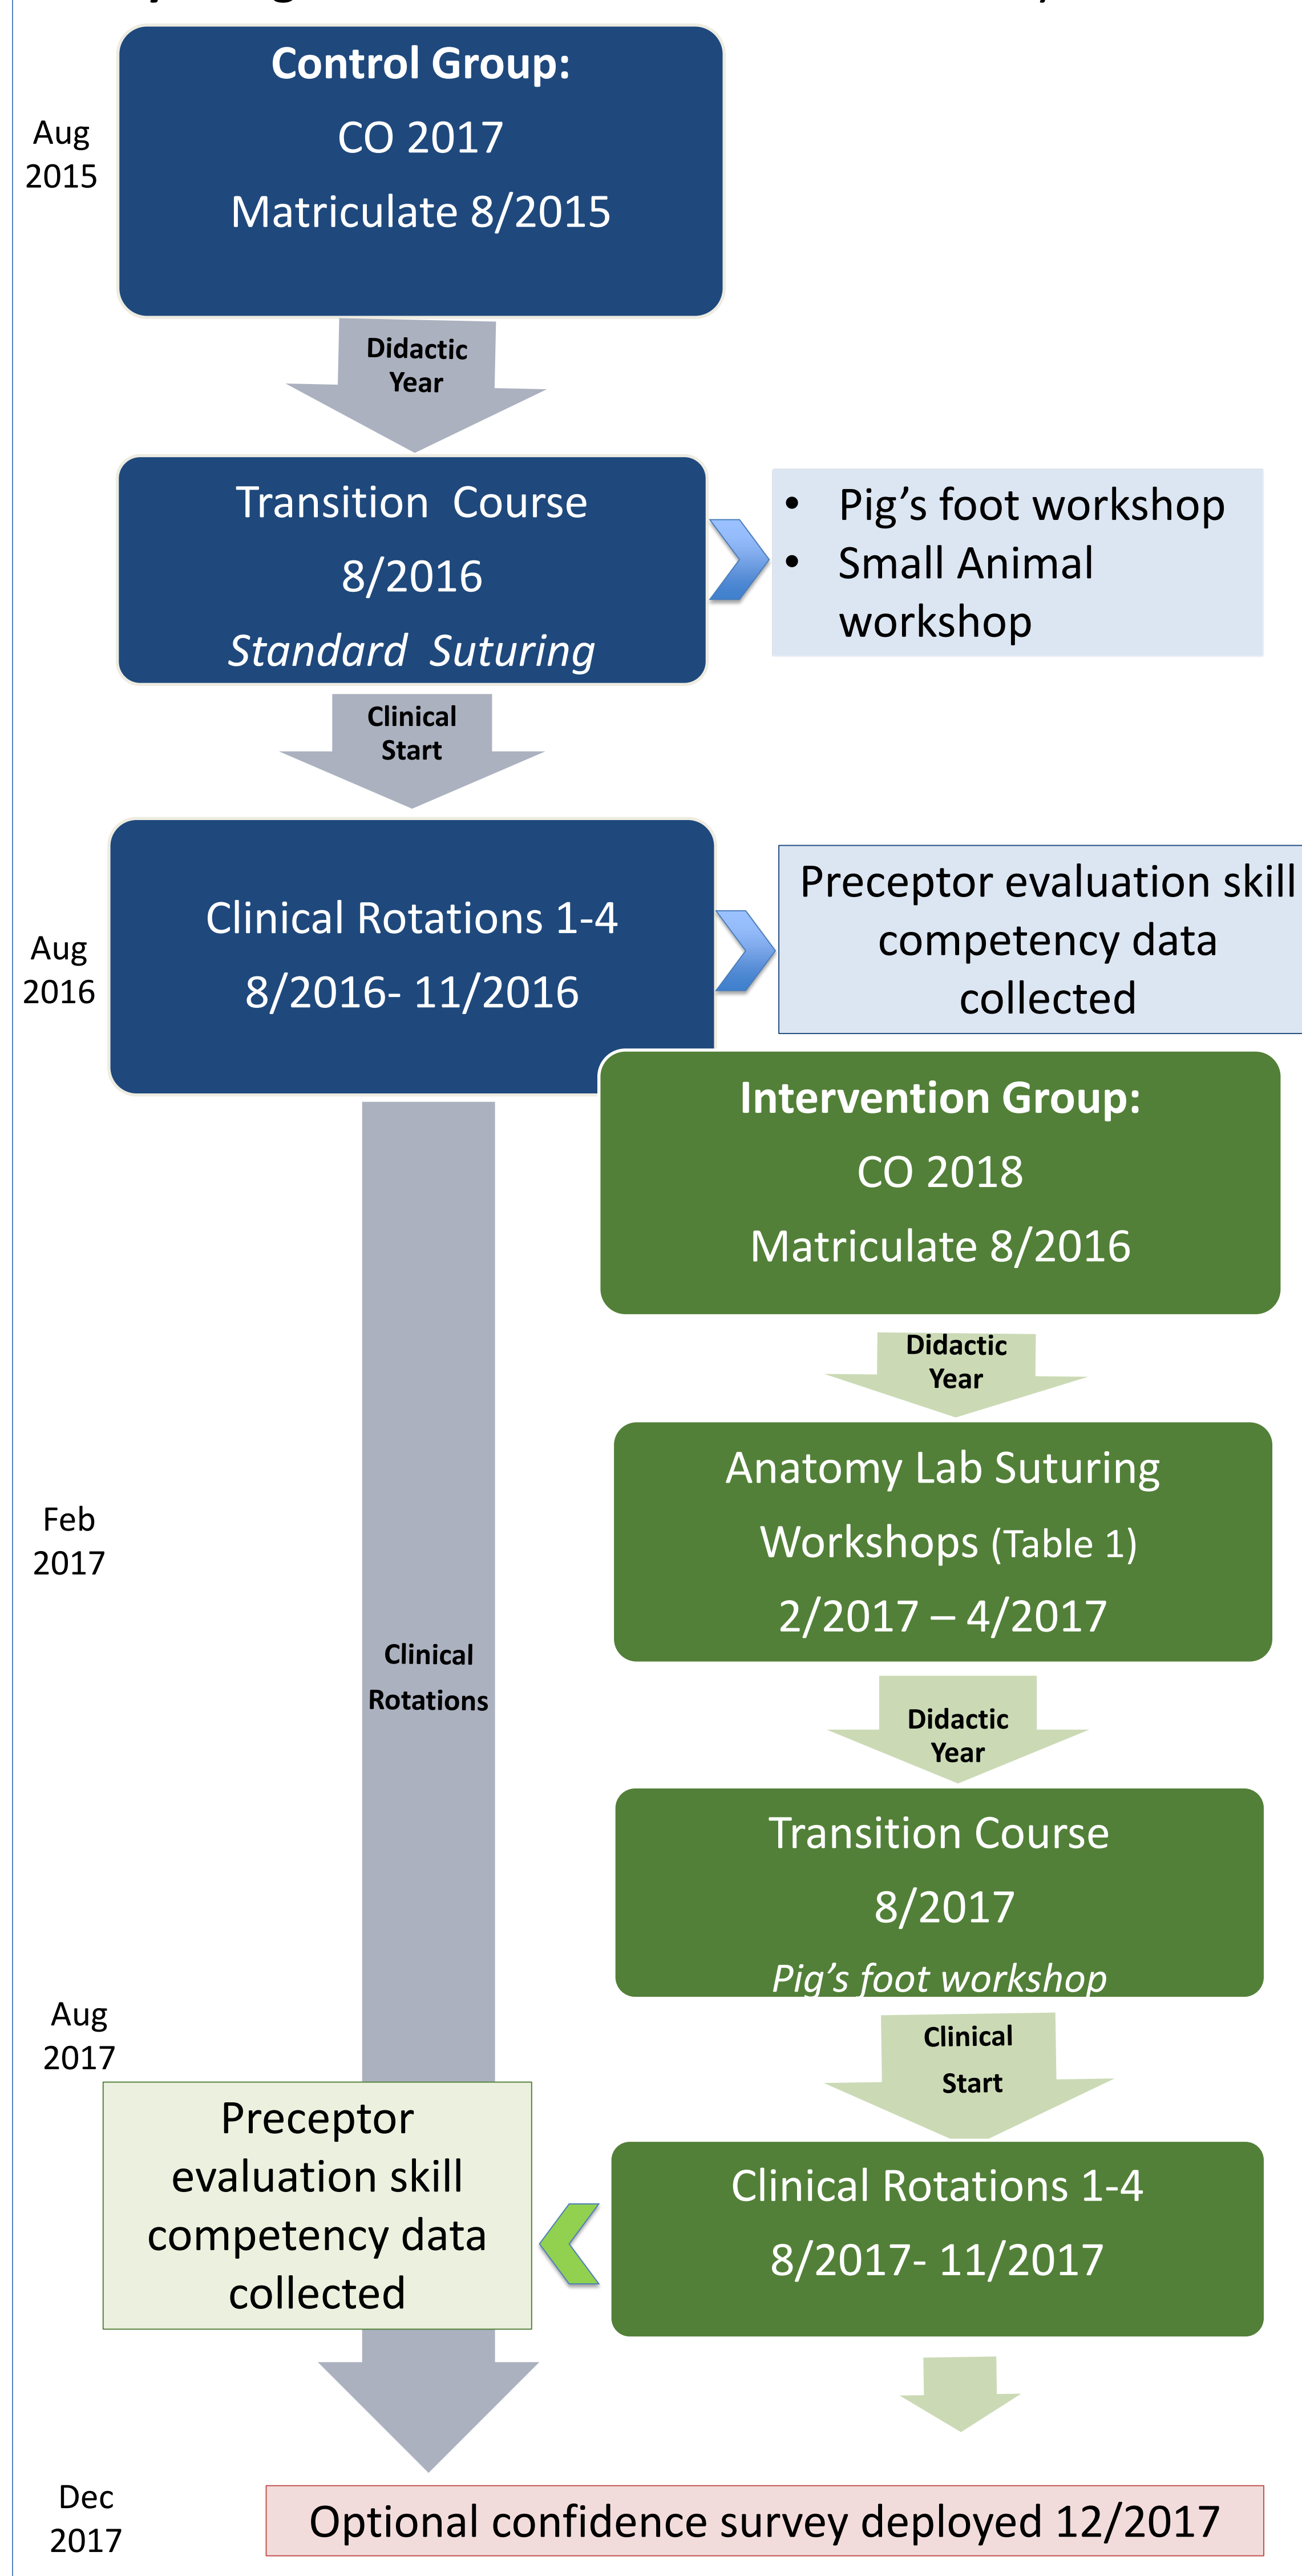 Control Group:
CO 2017
Matriculate 8/2015
Aug
2015
Didactic
Year
Transition Course
8/2016
Standard Suturing
• Pig's foot workshop
• Small Animal
workshop
Clinical
Start
Clinical Rotations 1-4
8/2016- 11/2016
Aug
2016
Preceptor evaluation skill
competency data
collected
Intervention Group:
CO 2018
Matriculate 8/2016
Didactic
Year
Anatomy Lab Suturing
Workshops (Table 1)
2/2017 – 4/2017
Feb
2017
Clinical
Rotations
Didactic
Year
Transition Course
8/2017
Pig's foot workshop
Aug
2017
Clinical
Start
Preceptor
evaluation skill
competency data
collected
Clinical Rotations 1-4
8/2017- 11/2017
Dec
2017
Optional confidence survey deployed 12/2017